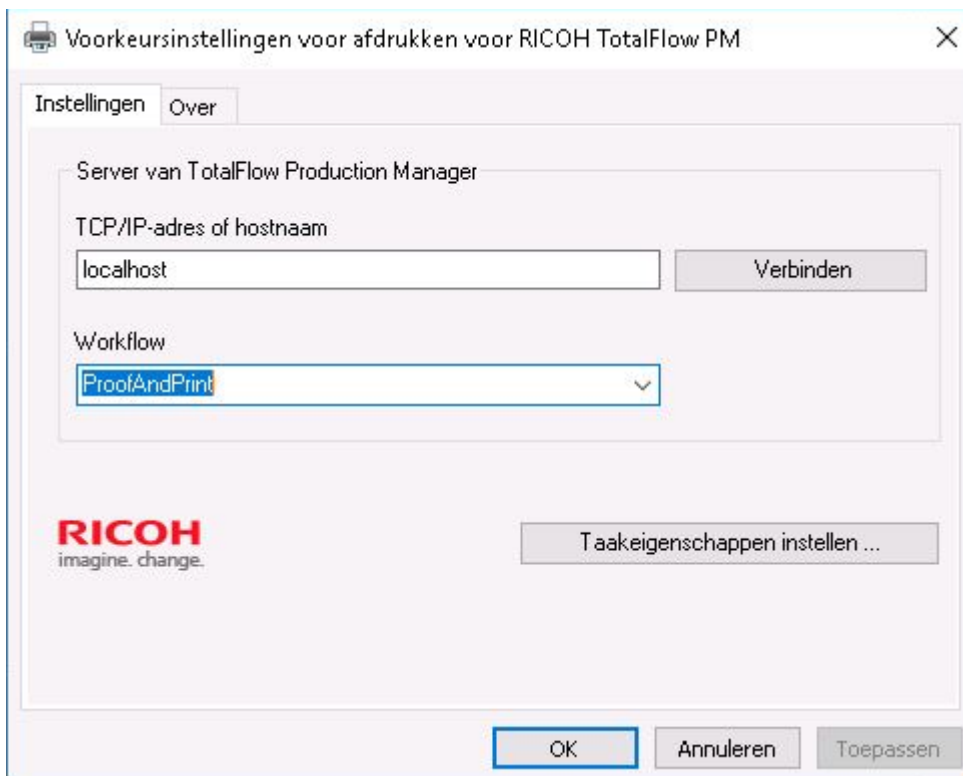 Voorkeursinstellingen voor afdrukken voor RICOH TotalFlow PM
Instellingen
Over
Server van TotalFlow Production Manager
TCP/IP-adres of hostnaam
localhost
Verbinden
Workflow
ProofAndPrint
RICOH
imagine. change.
Taakeigenschappen instellen ...
OK
Annuleren
Toepassen